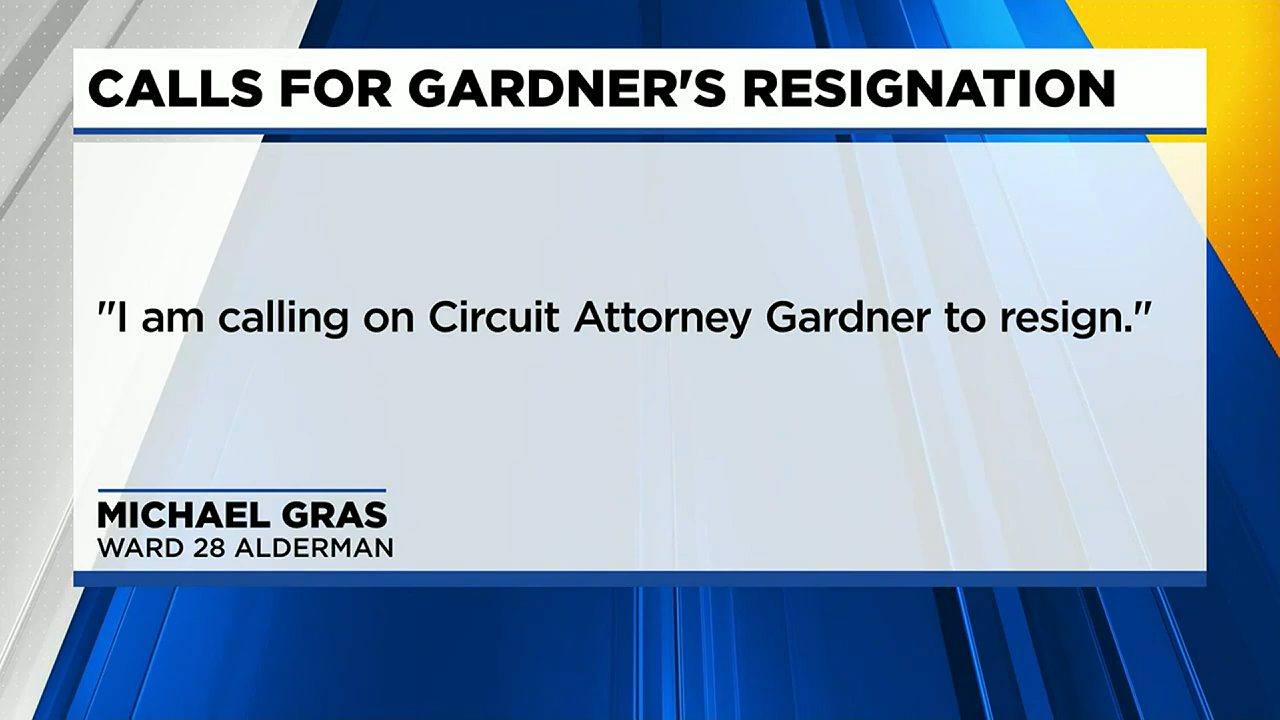 CALLS FOR GARDNER'S RESIGNATION
"I am calling on Circuit Attorney Gardner to resign."
MICHAEL GRAS
WARD 28 ALDERMAN